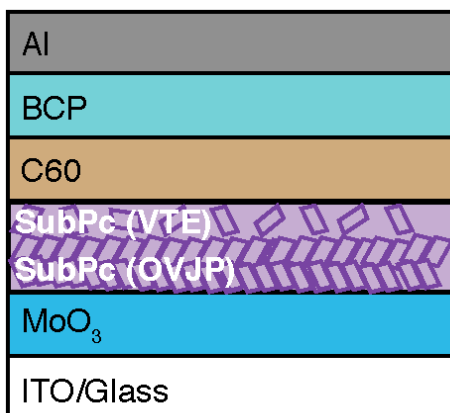 Al
BCP
C60
SubPc (VTE)
SubPc (OVJP)
MoO₃
ITO/Glass